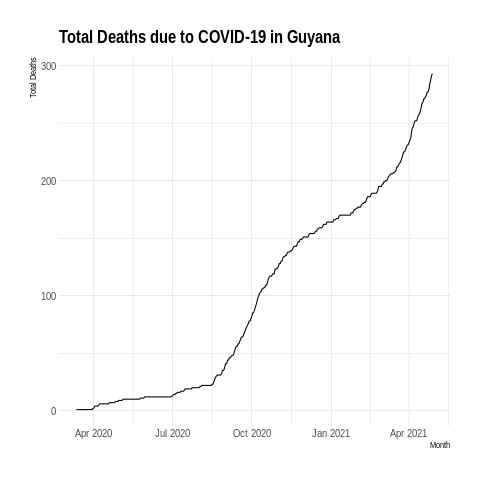 Total Deaths due to COVID-19 in Guyana
Total Deaths
300
200
100
0
Apr 2020 Jul 2020 Oct 2020 Jan 2021 Apr 2021
Month